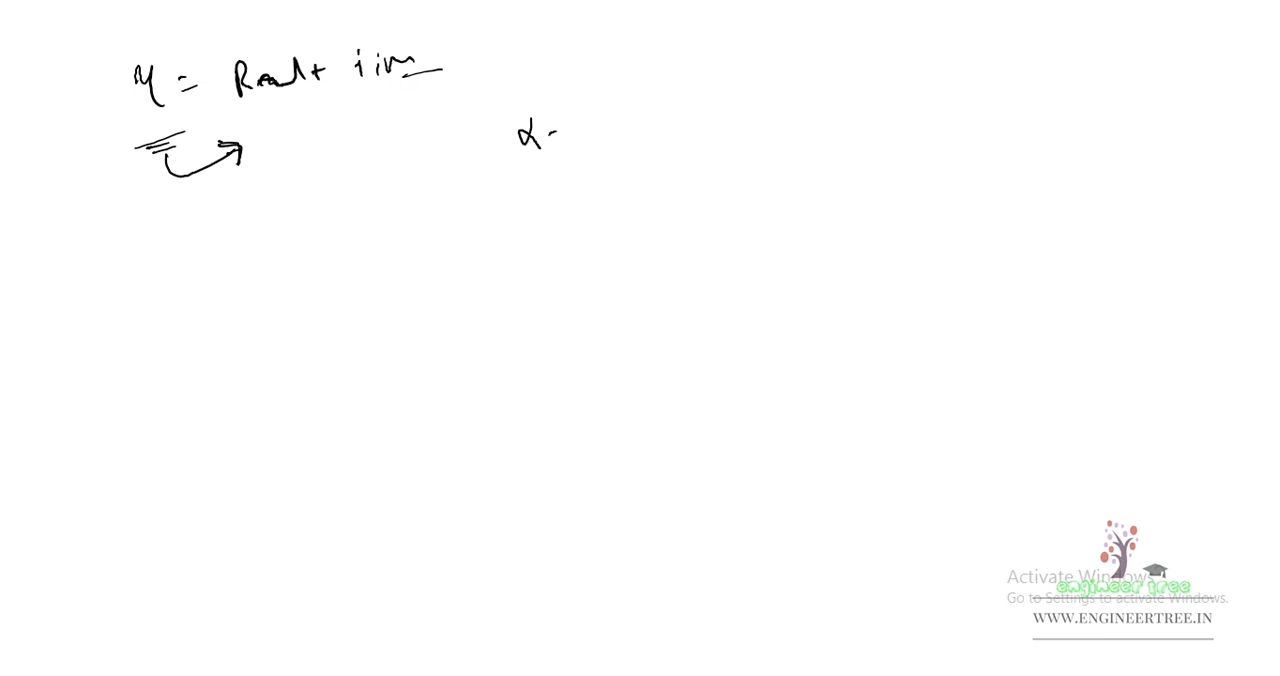 η = Real + i im
α -
Activate Windows
Go to Settings to activate Windows.
engineer tree
WWW.ENGINEERTREE.IN